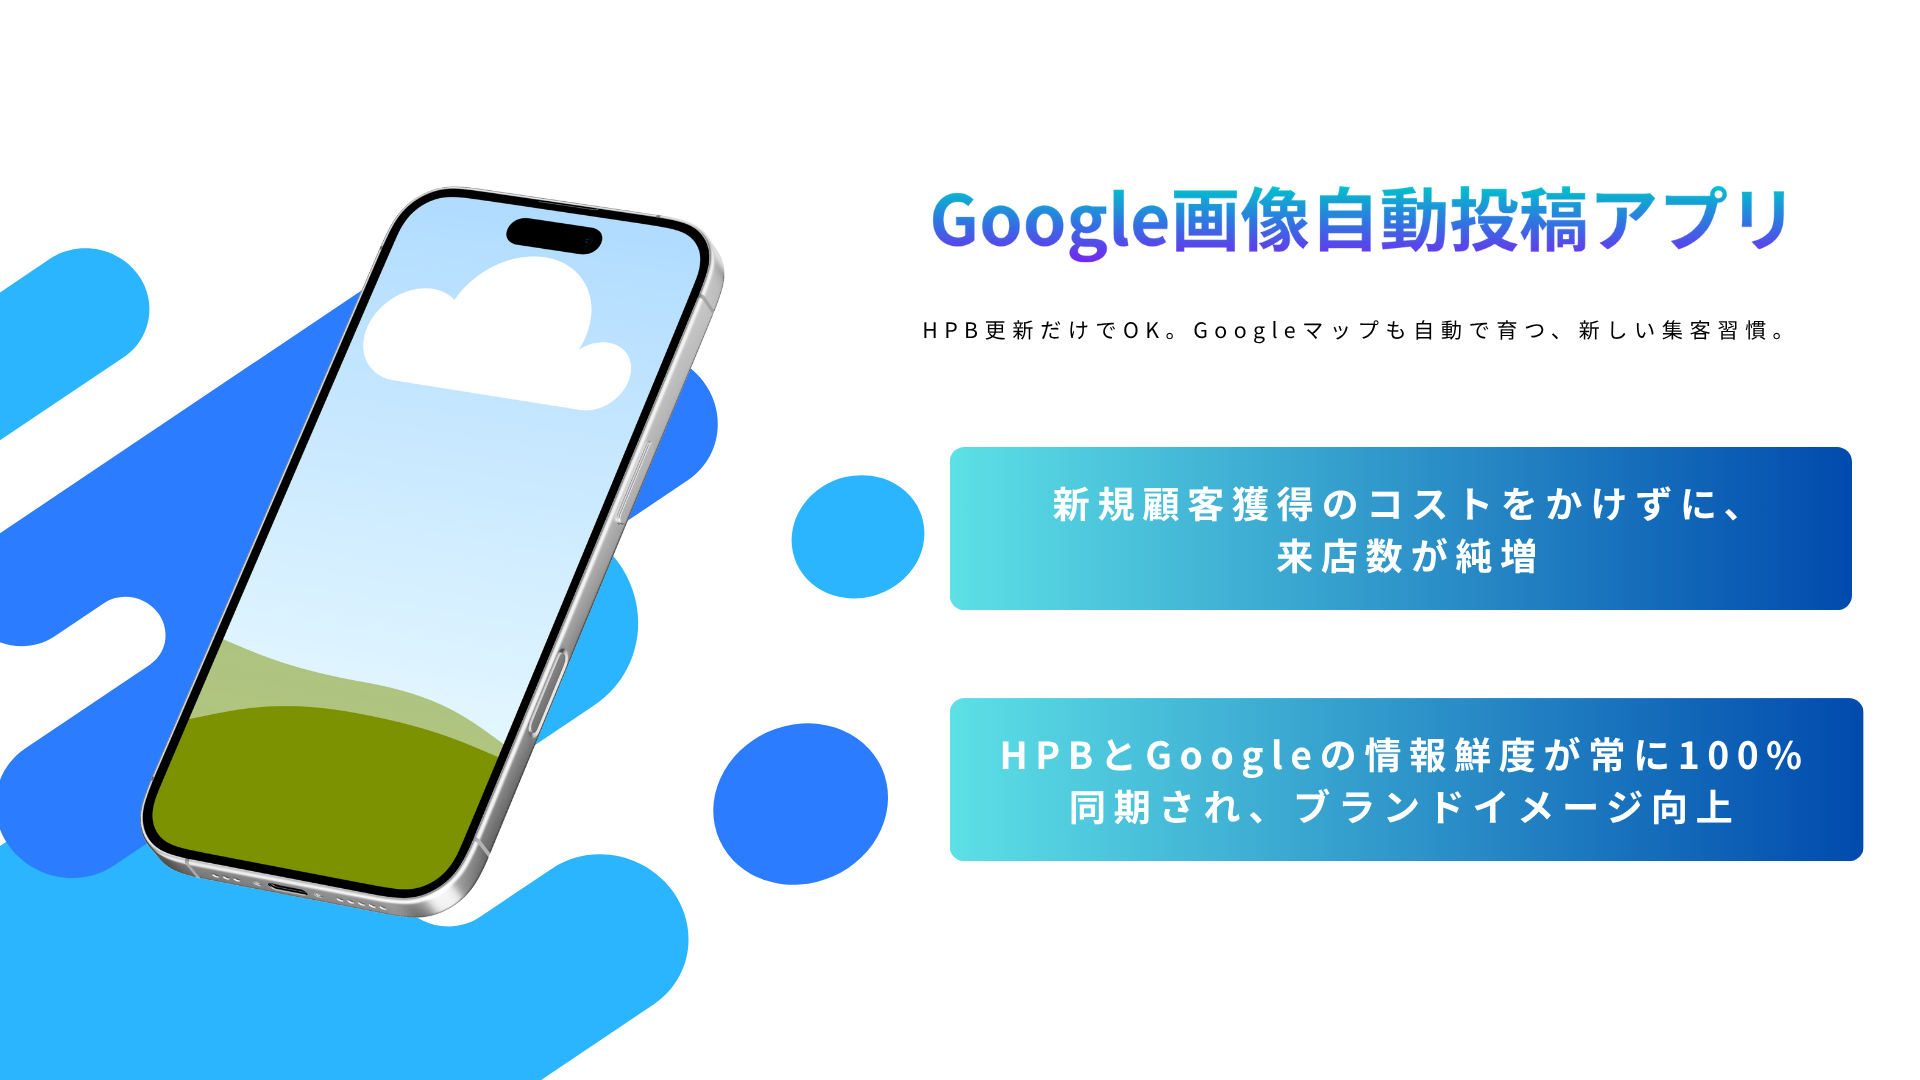 Google画像自動投稿アプリ
HPB更新だけでOK。Googleマップも自動で育つ、新しい集客習慣。
新規顧客獲得のコストをかけずに、
来店数が純増
HPBとGoogleの情報鮮度が常に100%
同期され、ブランドイメージ向上